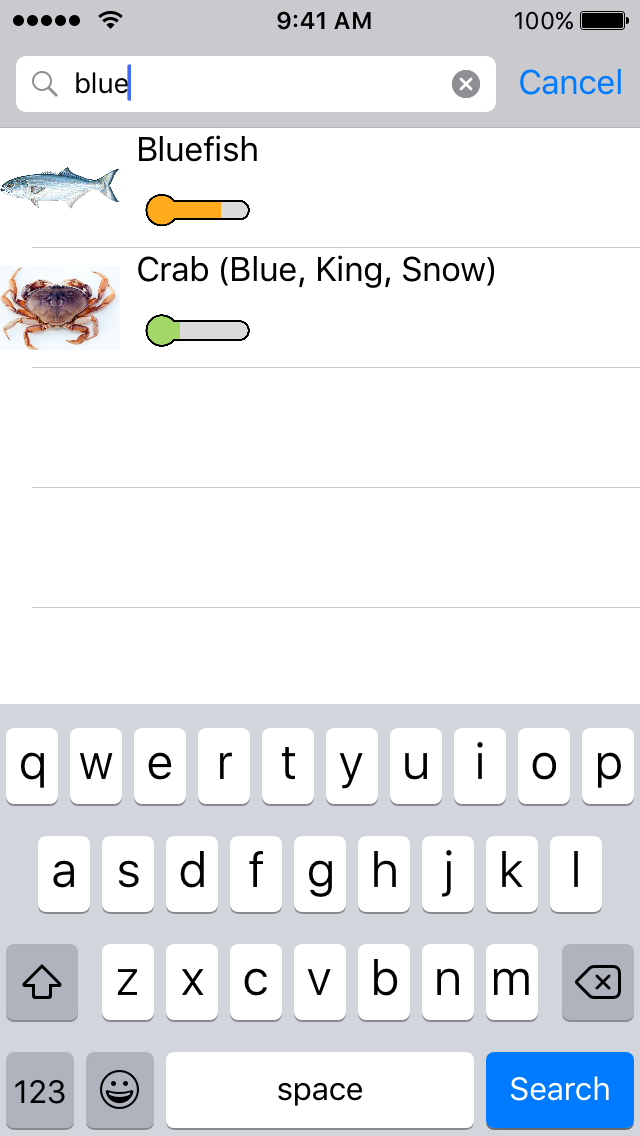 9:41 AM 100%
blue Cancel
Bluefish
Crab (Blue, King, Snow)
q w e r t y u i o p
a s d f g h j k l
z x c v b n m
123 space Search